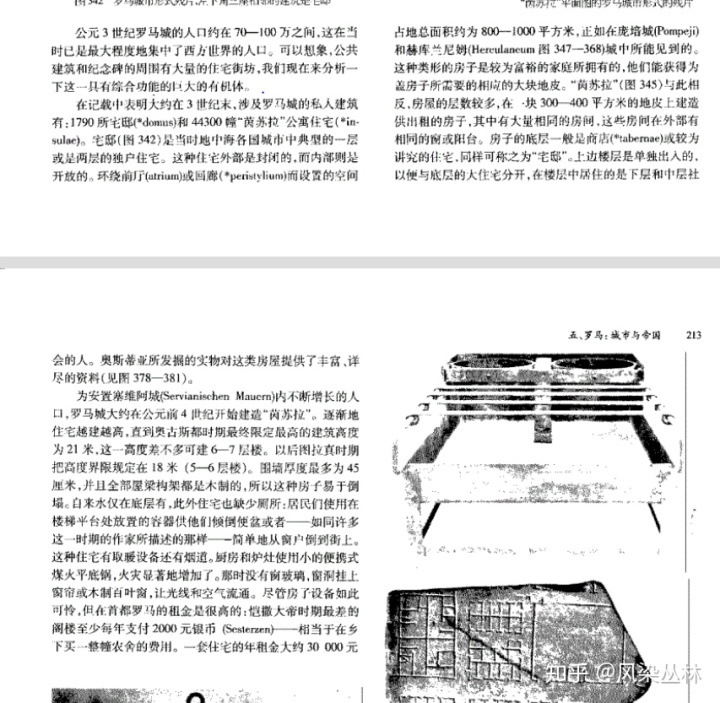 公元3世纪罗马城的人口约在70—100万之间,这在当
时已是最大程度地集中了西方世界的人口。可以想象,公共
建筑和纪念碑的周围有大量的住宅街坊,我们现在来分析一
下这一具有综合功能的巨大的有机体。
在记载中表明大约在3世纪末,涉及罗马城的私人建筑
有:1790所宅邸(*domus)和44300幢“茵苏拉”公寓住宅(*in-
sulae)。宅邸(图342)是当时地中海各国城市中典型的一层
或是两层的独户住宅。这种住宅外部是封闭的,而内部则是
开放的。环绕前厅(atrium)或回廊(*peristylium)而设置的空间
“茵苏拉”平面图的罗马城市形式的残片
占地总面积约为800—1000平方米,正如在庞培城(Pompeji)
和赫库兰尼姆(Herculaneum 图347—368)城中所能见到的。
这种类形的房子是较为富裕的家庭所拥有的,他们能获得为
盖房子所需要的相应的大块地皮。“茵苏拉”(图345)与此相
反,房屋的层数较多,在一块300—400平方米的地皮上建造
供出租的房子,其中有大量相同的房间,这些房间在外部有
相同的窗或阳台。房子的底层一般是商店(*tabernae)或较为
讲究的住宅,同样可称之为“宅邸”。上边楼层是单独出入的,
以便与底层的大住宅分开,在楼层中居住的是下层和中层社
五、罗马:城市与帝国 213
会的人。奥斯蒂亚所发掘的实物对这类房屋提供了丰富、详
尽的资料(见图378—381)。
为安置塞维阿城(Servianischen Mauern)内不断增长的人
口,罗马城大约在公元前4世纪开始建造“茵苏拉”。逐渐地
住宅越建越高,直到奥古斯都时期最终限定最高的建筑高度
为21米,这一高度差不多可建6—7层楼。以后图拉真时期
把高度界限规定在18米(5—6层楼)。围墙厚度最多为45
厘米,并且全部屋梁构架都是木制的,所以这种房子易于倒
塌。自来水仅在底层有,此外住宅也缺少厕所;居民们使用在
楼梯平台处放置的容器供他们倾倒便盆或者——如同许多
这一时期的作家所描述的那样——简单地从窗户倒到街上。
这种住宅有取暖设备还有烟道。厨房和炉灶使用小的便携式
煤火平底锅,火灾显著地增加了。那时没有窗玻璃,窗洞挂上
窗帘或木制百叶窗,让光线和空气流通。尽管房子设备如此
可怜,但在首都罗马的租金是很高的:恺撒大帝时期最差的
阁楼至少每年支付2000元银币 (Sesterzen)——相当于在乡
下买一整幢农舍的费用。一套住宅的年租金大约30 000元
知乎 @风染丛林